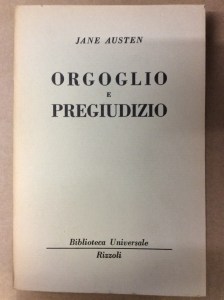 JANE AUSTEN
ORGOGLIO
E
PREGIUDIZIO
Biblioteca Universale
Rizzoli